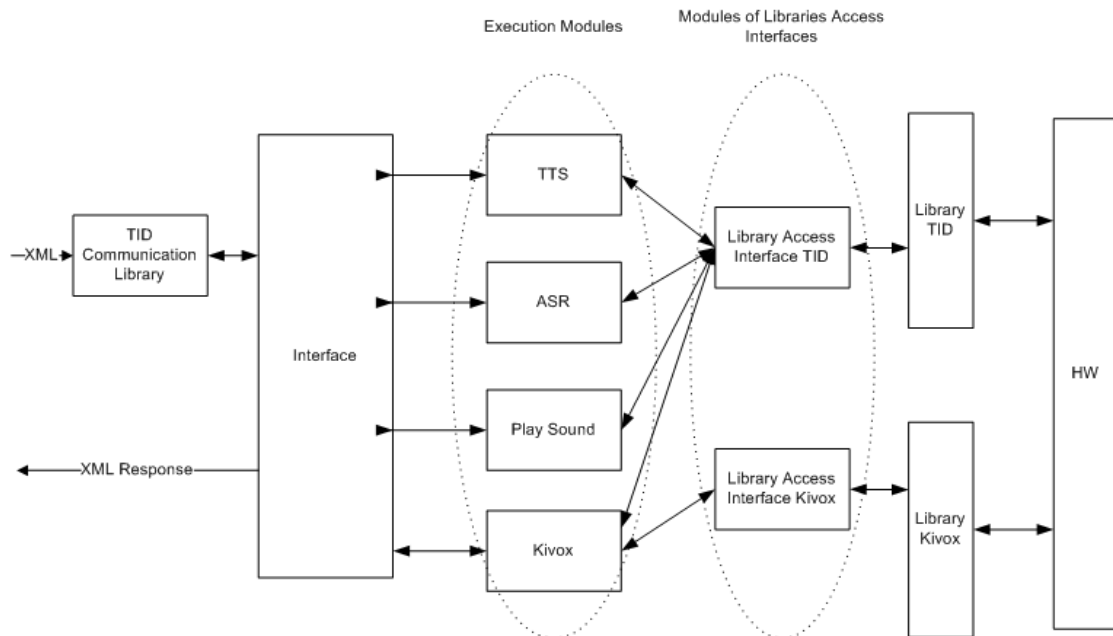 Execution Modules
Modules of Libraries Access
Interfaces
XML
TID
Communication
Library
Interface
XML Response
TTS
ASR
Play Sound
Kivox
Library Access
Interface TID
Library Access
Interface Kivox
Library
TID
Library
Kivox
HW